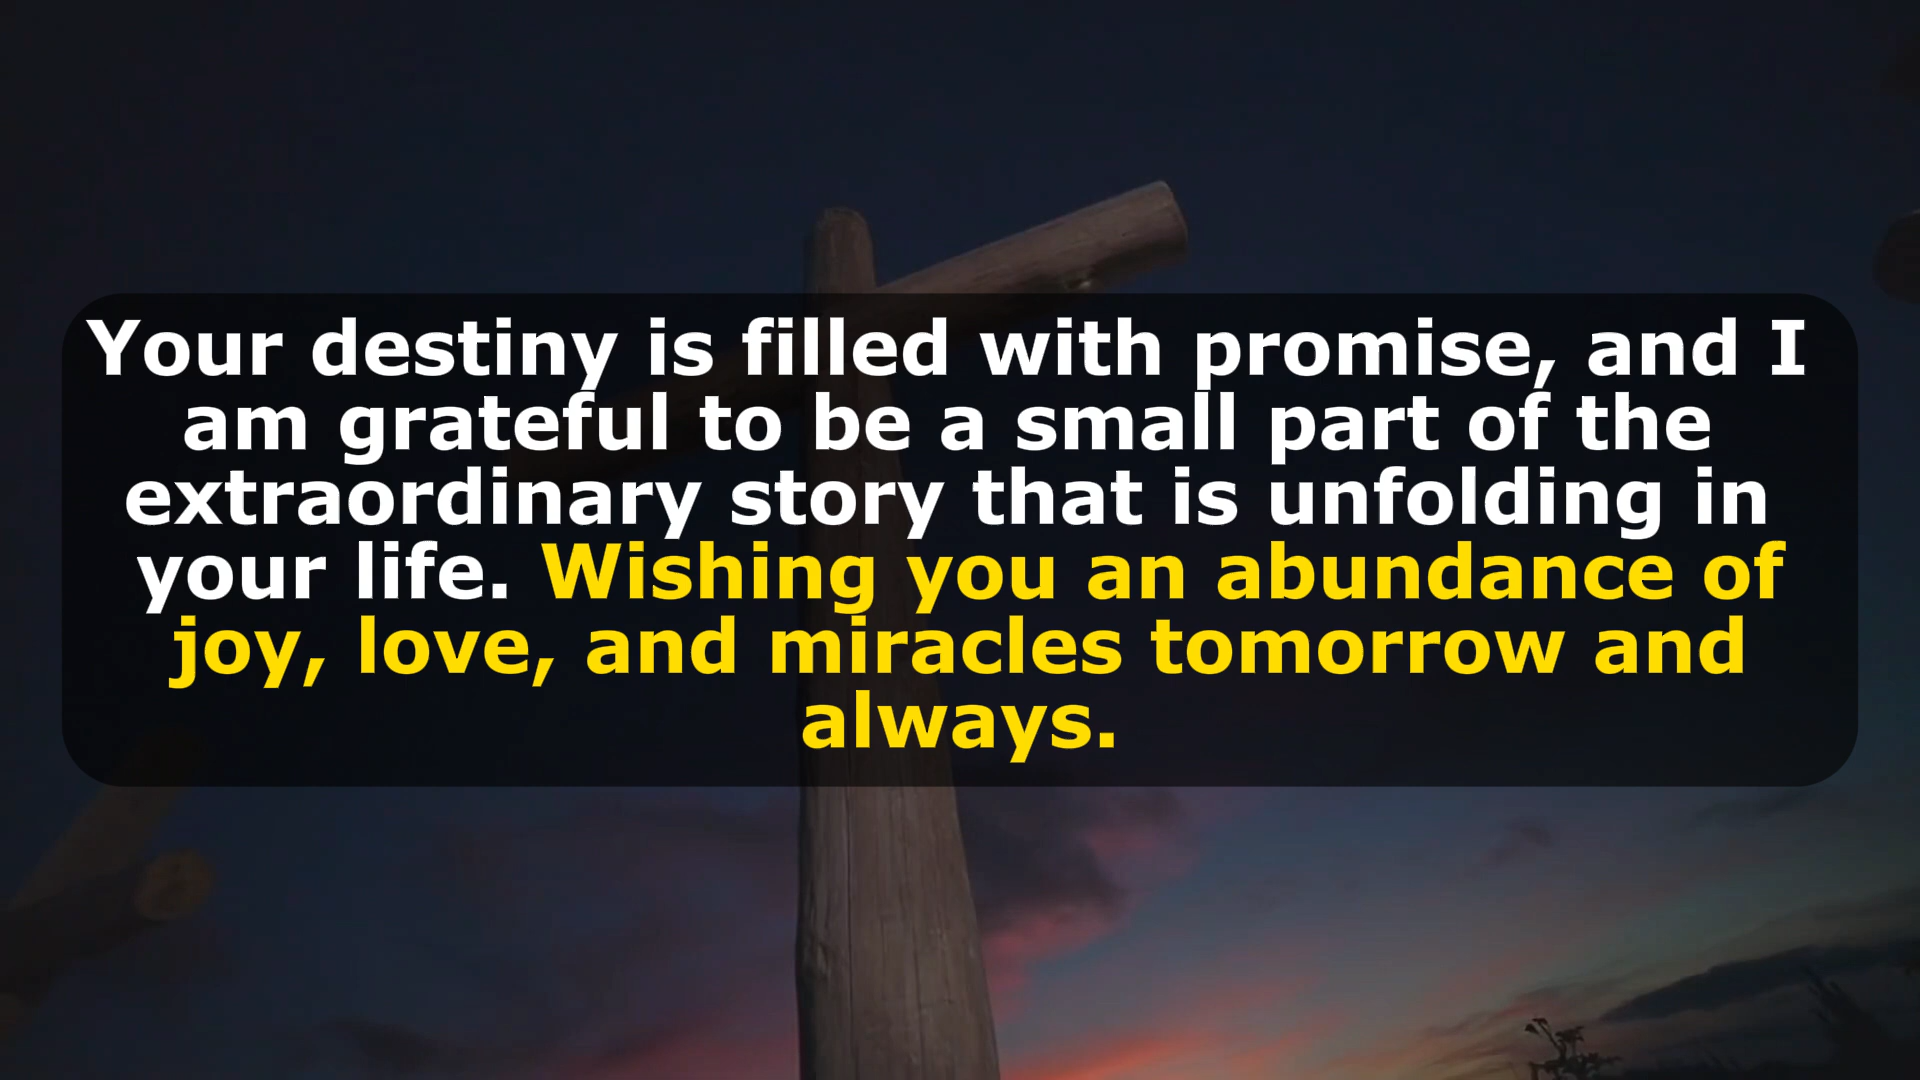 Your destiny is filled with promise, and I
am grateful to be a small part of the
extraordinary story that is unfolding in
your life. Wishing you an abundance of
joy, love, and miracles tomorrow and
always.